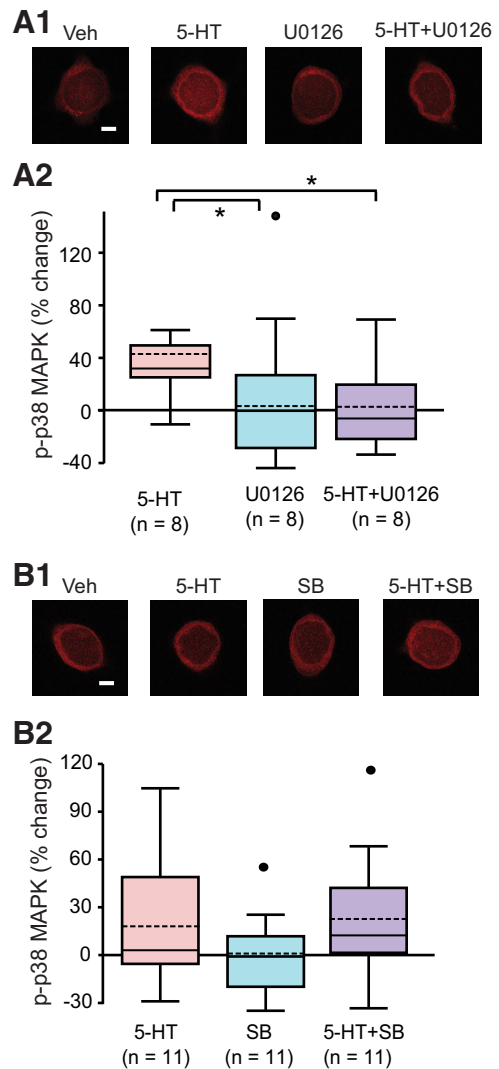 A1
Veh 5-HT U0126 5-HT+U0126
A2
*
*
p-p38 MAPK (% change)
120
80
40
0
-40
5-HT U0126 5-HT+U0126
(n = 8) (n = 8) (n = 8)
B1
Veh 5-HT SB 5-HT+SB
B2
p-p38 MAPK (% change)
120
90
60
30
0
-30
5-HT SB 5-HT+SB
(n = 11) (n = 11) (n = 11)